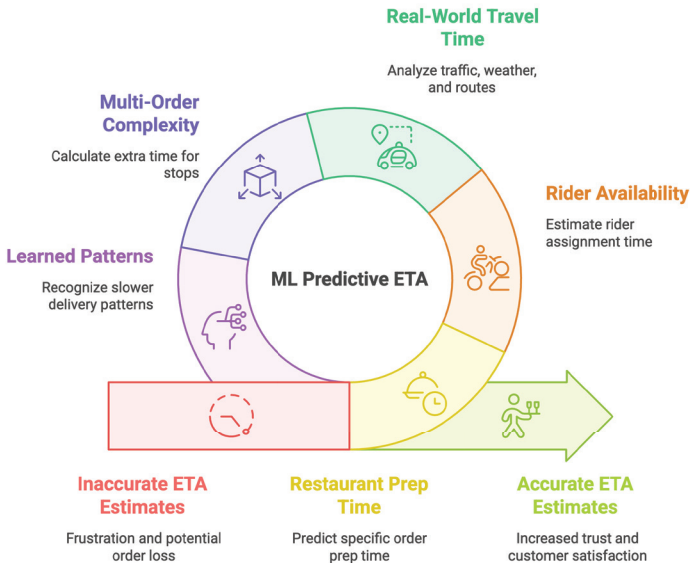 Real-World Travel
Time
Analyze traffic, weather,
and routes
Multi-Order
Complexity
Calculate extra time for
stops
Rider Availability
Estimate rider
assignment time
Learned Patterns
Recognize slower
delivery patterns
ML Predictive ETA
Inaccurate ETA
Estimates
Frustration and potential
order loss
Restaurant Prep
Time
Predict specific order
prep time
Accurate ETA
Estimates
Increased trust and
customer satisfaction